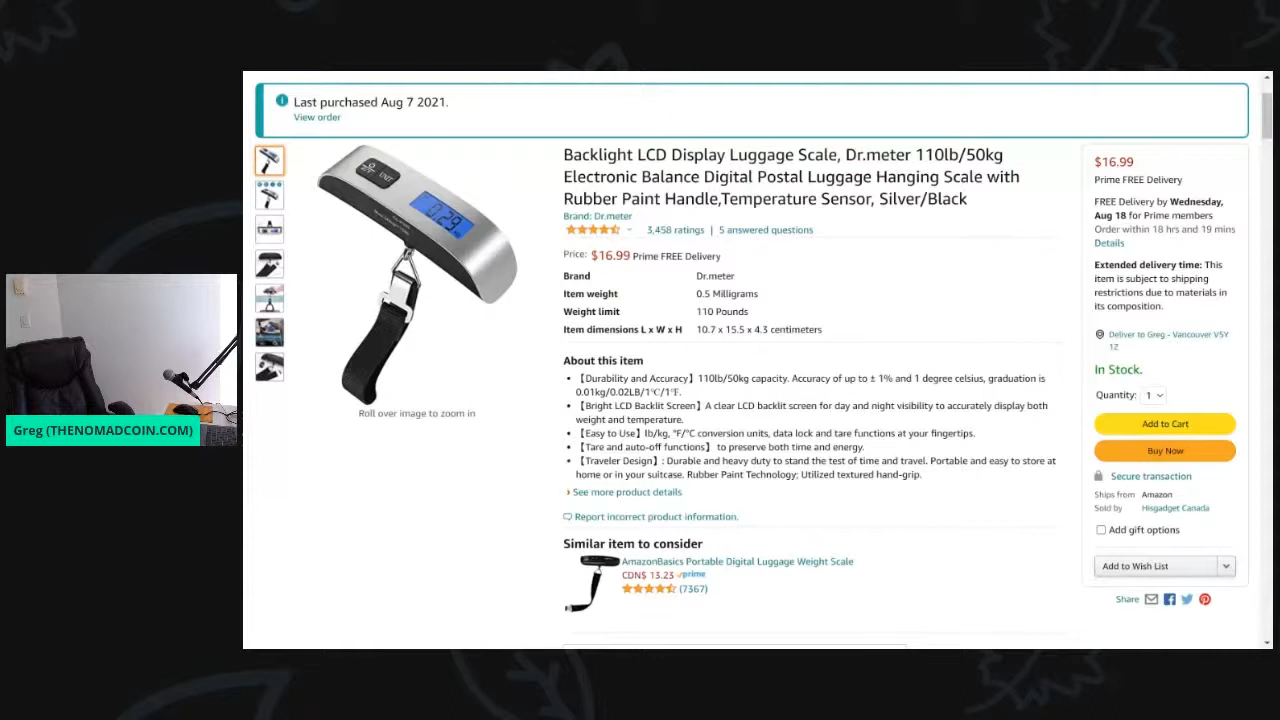 Last purchased Aug 7 2021.
View order
UNIT
0.29
Roll over image to zoom in
Backlight LCD Display Luggage Scale, Dr.meter 110lb/50kg
Electronic Balance Digital Postal Luggage Hanging Scale with
Rubber Paint Handle,Temperature Sensor, Silver/Black
Brand: Dr.meter
3,458 ratings | 5 answered questions
Price: $16.99 Prime FREE Delivery
Brand Dr.meter
Item weight 0.5 Milligrams
Weight limit 110 Pounds
Item dimensions L x W x H 10.7 x 15.5 x 4.3 centimeters
About this item
• 【Durability and Accuracy】110lb/50kg capacity. Accuracy of up to ± 1% and 1 degree celsius, graduation is
0.01kg/0.02LB/1°C/1°F.
• 【Bright LCD Backlit Screen】A clear LCD backlit screen for day and night visibility to accurately display both
weight and temperature.
• 【Easy to Use】lb/kg, °F/°C conversion units, data lock and tare functions at your fingertips.
• 【Tare and auto-off functions】 to preserve both time and energy.
• 【Traveler Design】: Durable and heavy duty to stand the test of time and travel. Portable and easy to store at
home or in your suitcase. Rubber Paint Technology; Utilized textured hand-grip.
› See more product details
Report incorrect product information.
Similar item to consider
AmazonBasics Portable Digital Luggage Weight Scale
CDN$ 13.23 prime
(7367)
$16.99
Prime FREE Delivery
FREE Delivery by Wednesday,
Aug 18 for Prime members
Order within 18 hrs and 19 mins
Details
Extended delivery time: This
item is subject to shipping
restrictions due to materials in
its composition.
Deliver to Greg - Vancouver V5Y
1Z
In Stock.
Quantity: 1
Add to Cart
Buy Now
Secure transaction
Ships from Amazon
Sold by Hisgadget Canada
Add gift options
Add to Wish List
Share
Greg (THENOMADCOIN.COM)